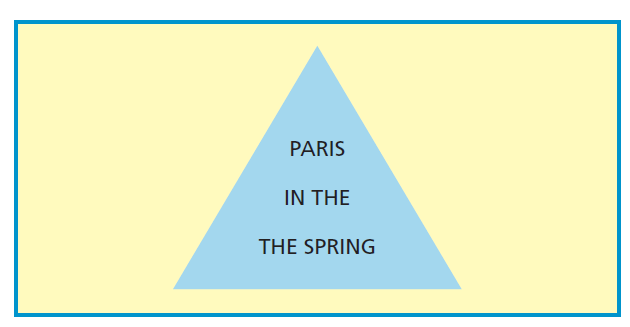 PARIS
IN THE
THE SPRING